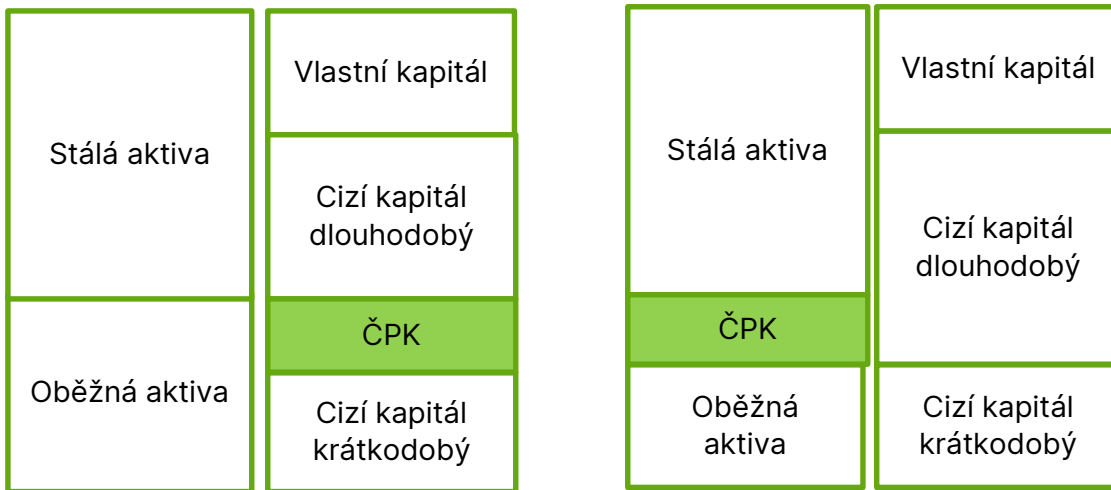 Stálá aktiva
Oběžná aktiva
Vlastní kapitál
Cizí kapitál
dlouhodobý
ČPK
Cizí kapitál
krátkodobý
Stálá aktiva
ČPK
Oběžná
aktiva
Vlastní kapitál
Cizí kapitál
dlouhodobý
Cizí kapitál
krátkodobý